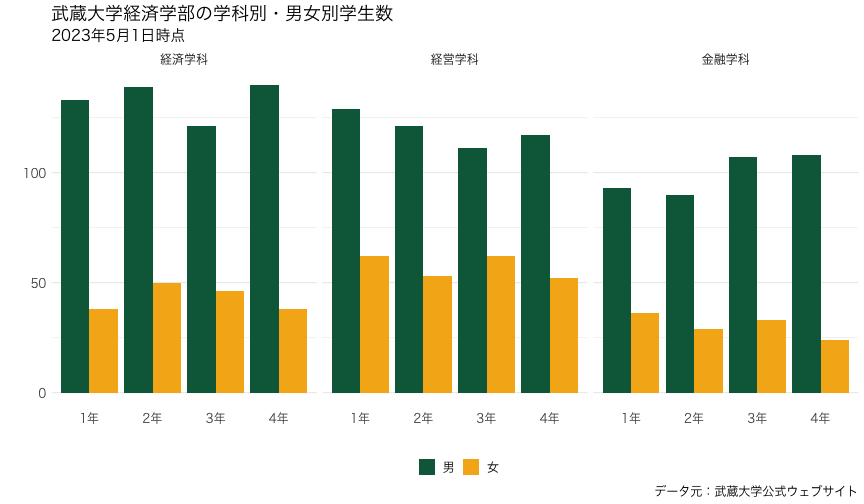 武蔵大学経済学部の学科別・男女別学生数
2023年5月1日時点
経済学科
経営学科
金融学科
100
50
0
1年 2年 3年 4年
1年 2年 3年 4年
1年 2年 3年 4年
男 女
データ元：武蔵大学公式ウェブサイト